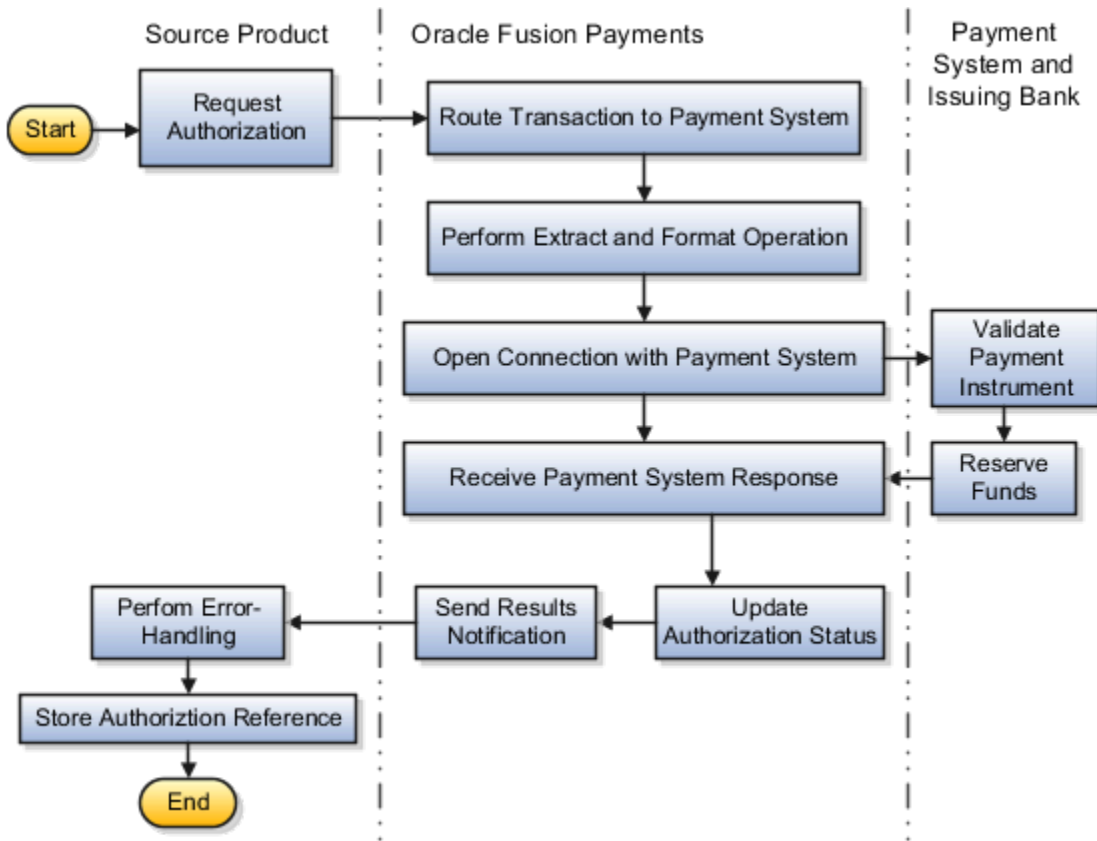 Source Product
Oracle Fusion Payments
Payment
System and
Issuing Bank
Start
Request
Authorization
Route Transaction to Payment System
Perform Extract and Format Operation
Open Connection with Payment System
Validate
Payment
Instrument
Receive Payment System Response
Reserve
Funds
Perfom Error-
Handling
Send Results
Notification
Update
Authorization Status
Store Authoriztion Reference
End